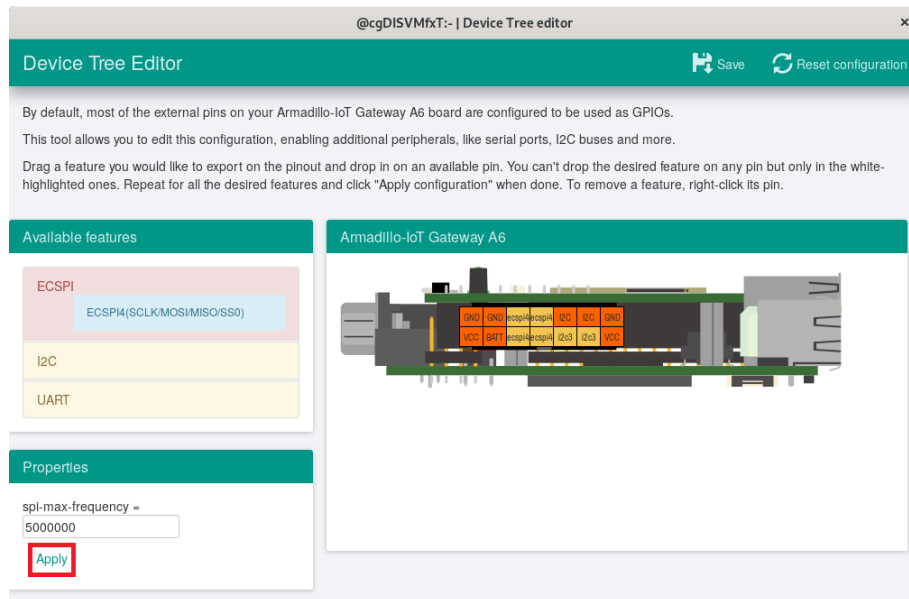 @cgDISVMfxT:~ | Device Tree editor
×
Device Tree Editor
Save
Reset configuration
By default, most of the external pins on your Armadillo-IoT Gateway A6 board are configured to be used as GPIOs.
This tool allows you to edit this configuration, enabling additional peripherals, like serial ports, I2C buses and more.
Drag a feature you would like to export on the pinout and drop in on an available pin. You can't drop the desired feature on any pin but only in the white-
highlighted ones. Repeat for all the desired features and click "Apply configuration" when done. To remove a feature, right-click its pin.
Available features
Armadillo-IoT Gateway A6
ECSPI
ECSPI4(SCLK/MOSI/MISO/SS0)
I2C
UART
GND GND ecspi4 ecspi4 I2C I2C GND
VCC BATT ecspi4 ecspi4 i2c3 i2c3 VCC
Properties
spi-max-frequency =
5000000
Apply